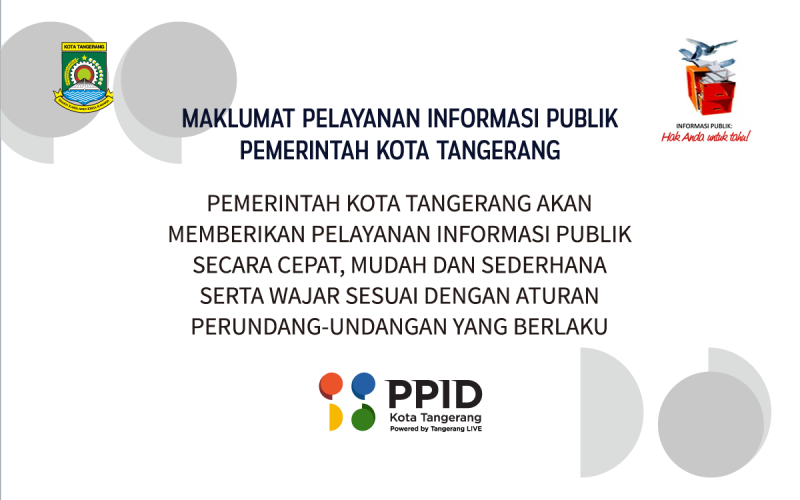 KOTA TANGERANG
INFORMASI PUBLIK:
Hak Anda untuk tahu!
MAKLUMAT PELAYANAN INFORMASI PUBLIK
PEMERINTAH KOTA TANGERANG
PEMERINTAH KOTA TANGERANG AKAN
MEMBERIKAN PELAYANAN INFORMASI PUBLIK
SECARA CEPAT, MUDAH DAN SEDERHANA
SERTA WAJAR SESUAI DENGAN ATURAN
PERUNDANG-UNDANGAN YANG BERLAKU
PPID
Kota Tangerang
Powered by Tangerang LIVE